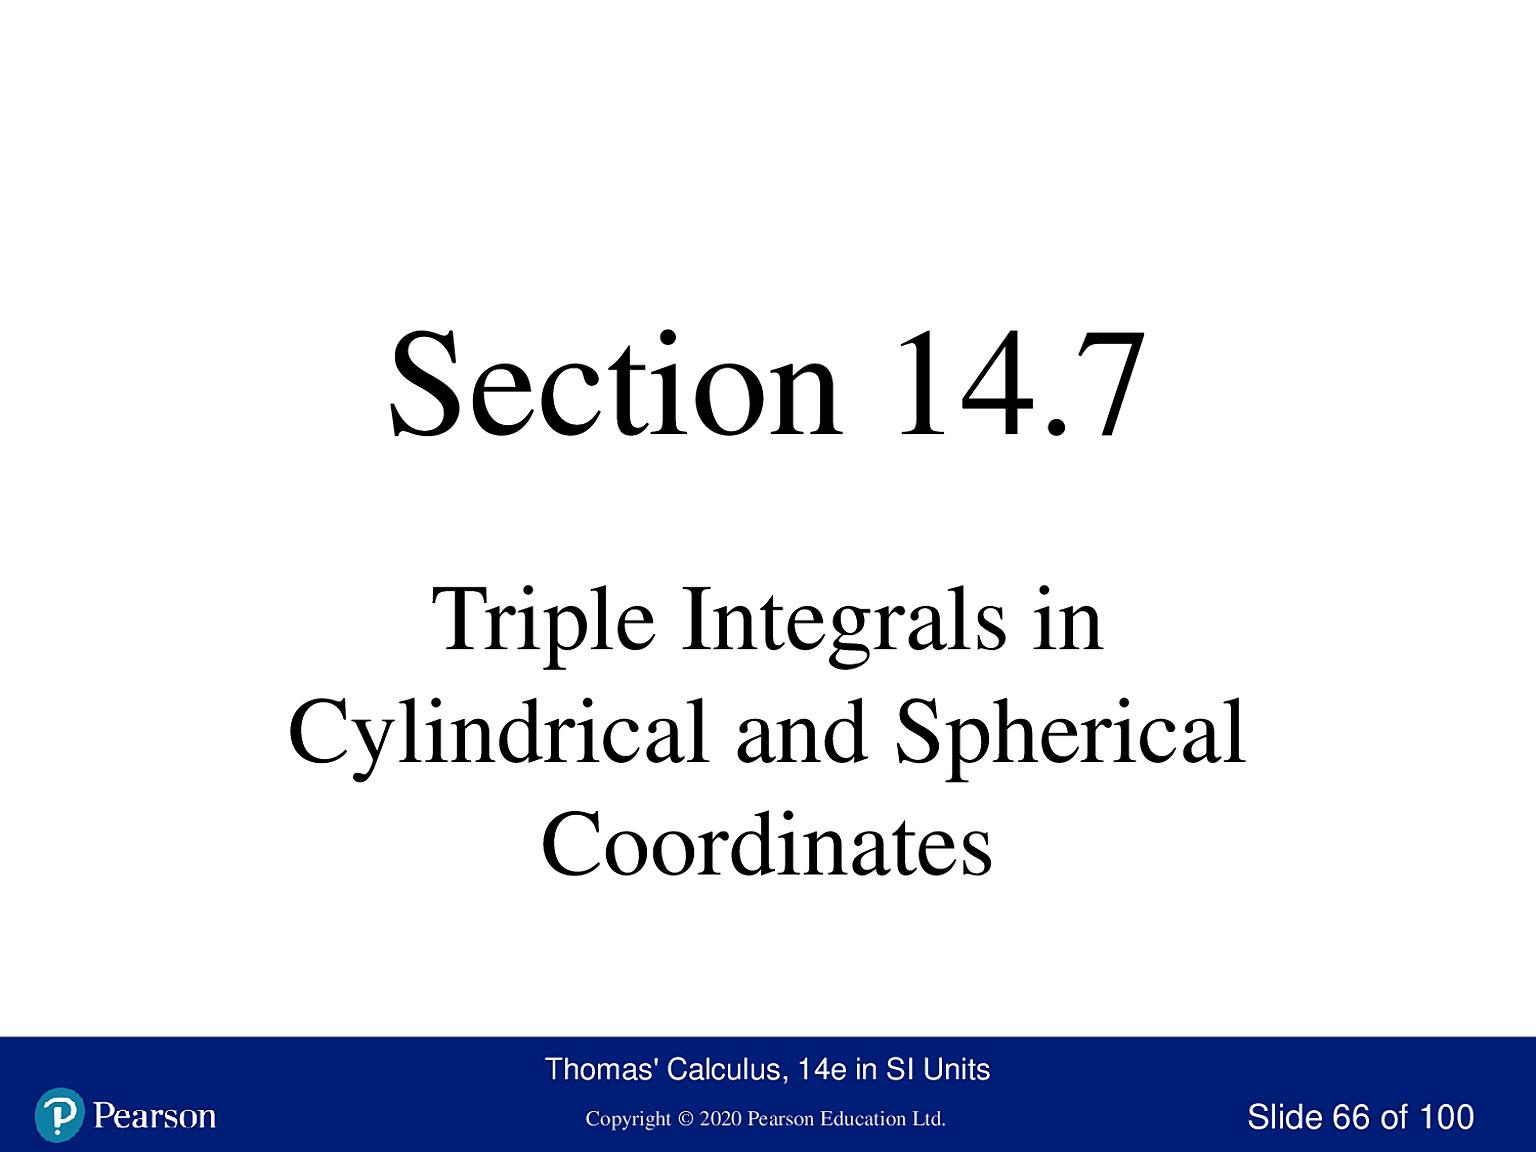 Section 14.7
Triple Integrals in
Cylindrical and Spherical
Coordinates
Thomas' Calculus, 14e in SI Units
Pearson
Copyright © 2020 Pearson Education Ltd.
Slide 66 of 100